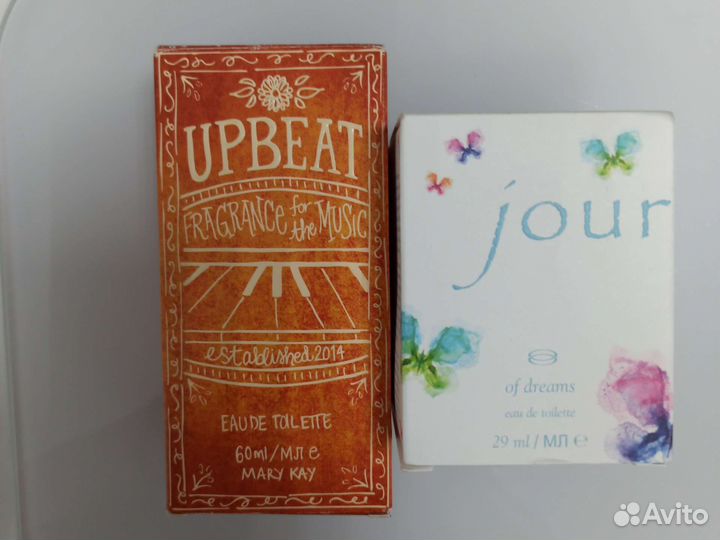 UPBEAT
FRAGRANCE for the MUSIC
established 2014
EAU DE TOILETTE
60ml/МЛ e
MARY KAY
jour
of dreams
eau de toilette
29 ml / МЛ e
Avito